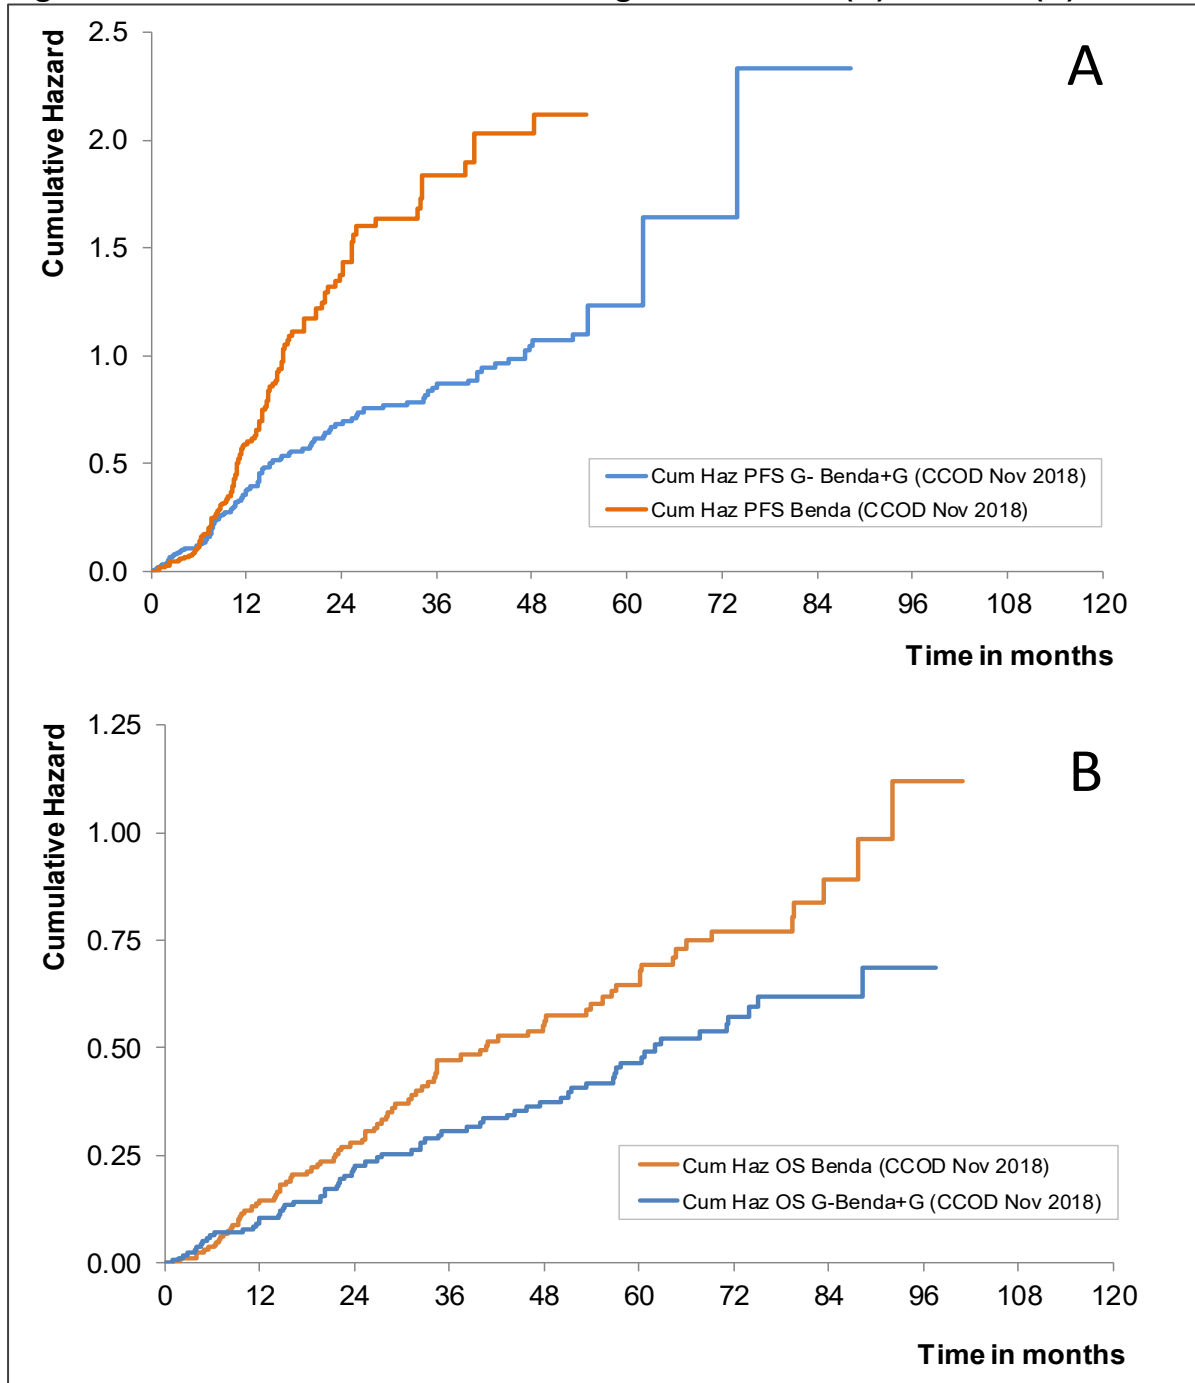 A
2.5
2.0
1.5
1.0
0.5
0.0
Cumulative Hazard
Cum Haz PFS G- Benda+G (CCOD Nov 2018)
Cum Haz PFS Benda (CCOD Nov 2018)
0 12 24 36 48 60 72 84 96 108 120
Time in months
B
1.25
1.00
0.75
0.50
0.25
0.00
Cumulative Hazard
Cum Haz OS Benda (CCOD Nov 2018)
Cum Haz OS G-Benda+G (CCOD Nov 2018)
0 12 24 36 48 60 72 84 96 108 120
Time in months